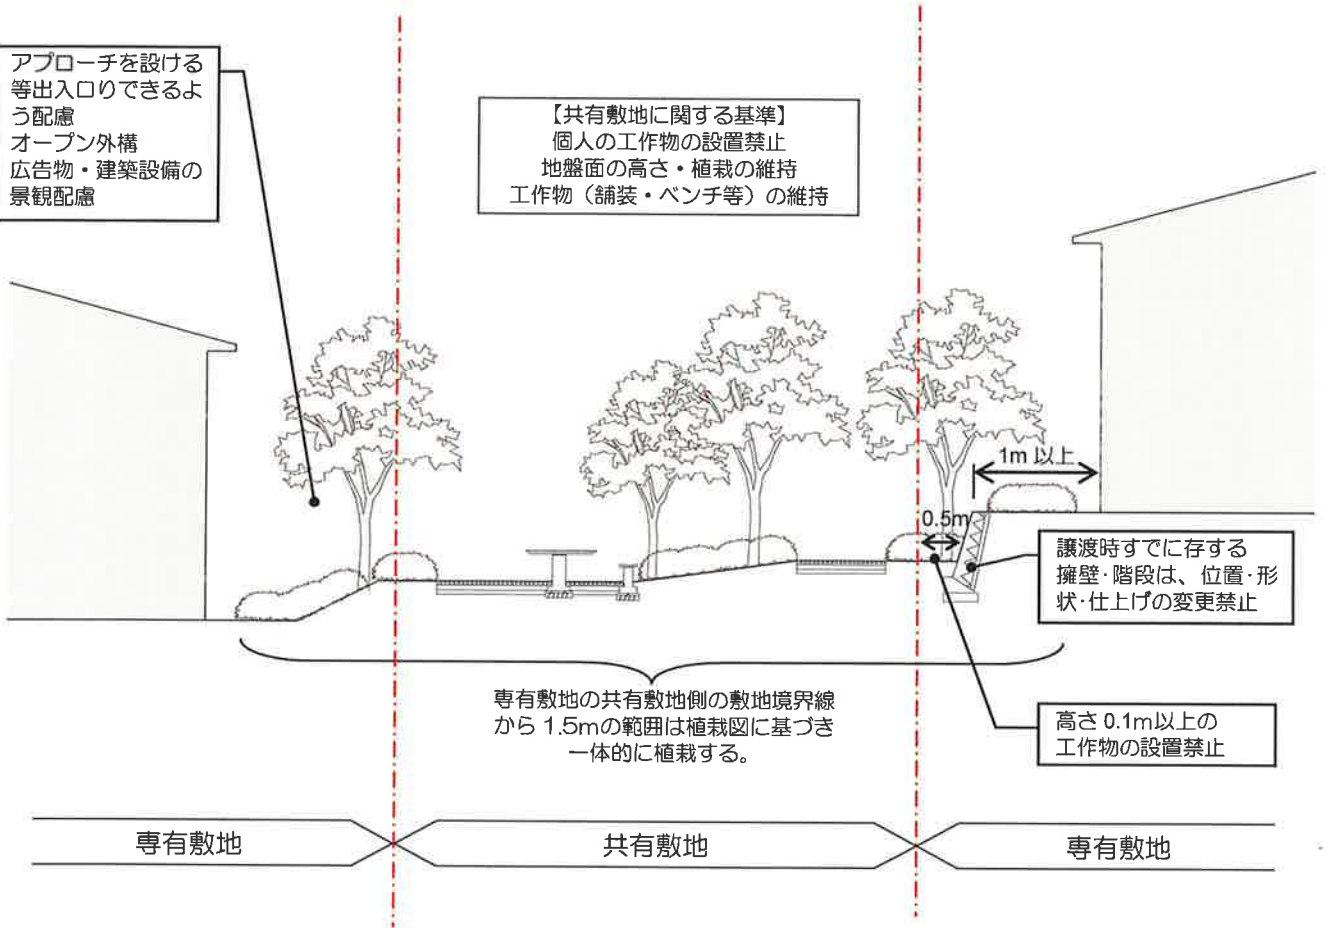 アプローチを設ける
等出入口りできるよ
う配慮
オープン外構
広告物・建築設備の
景観配慮
【共有敷地に関する基準】
個人の工作物の設置禁止
地盤面の高さ・植栽の維持
工作物（舗装・ベンチ等）の維持
1m 以上
0.5m
譲渡時すでに存する
擁壁・階段は、位置・形
状・仕上げの変更禁止
専有敷地の共有敷地側の敷地境界線
から 1.5mの範囲は植栽図に基づき
一体的に植栽する。
高さ 0.1m以上の
工作物の設置禁止
専有敷地
共有敷地
専有敷地